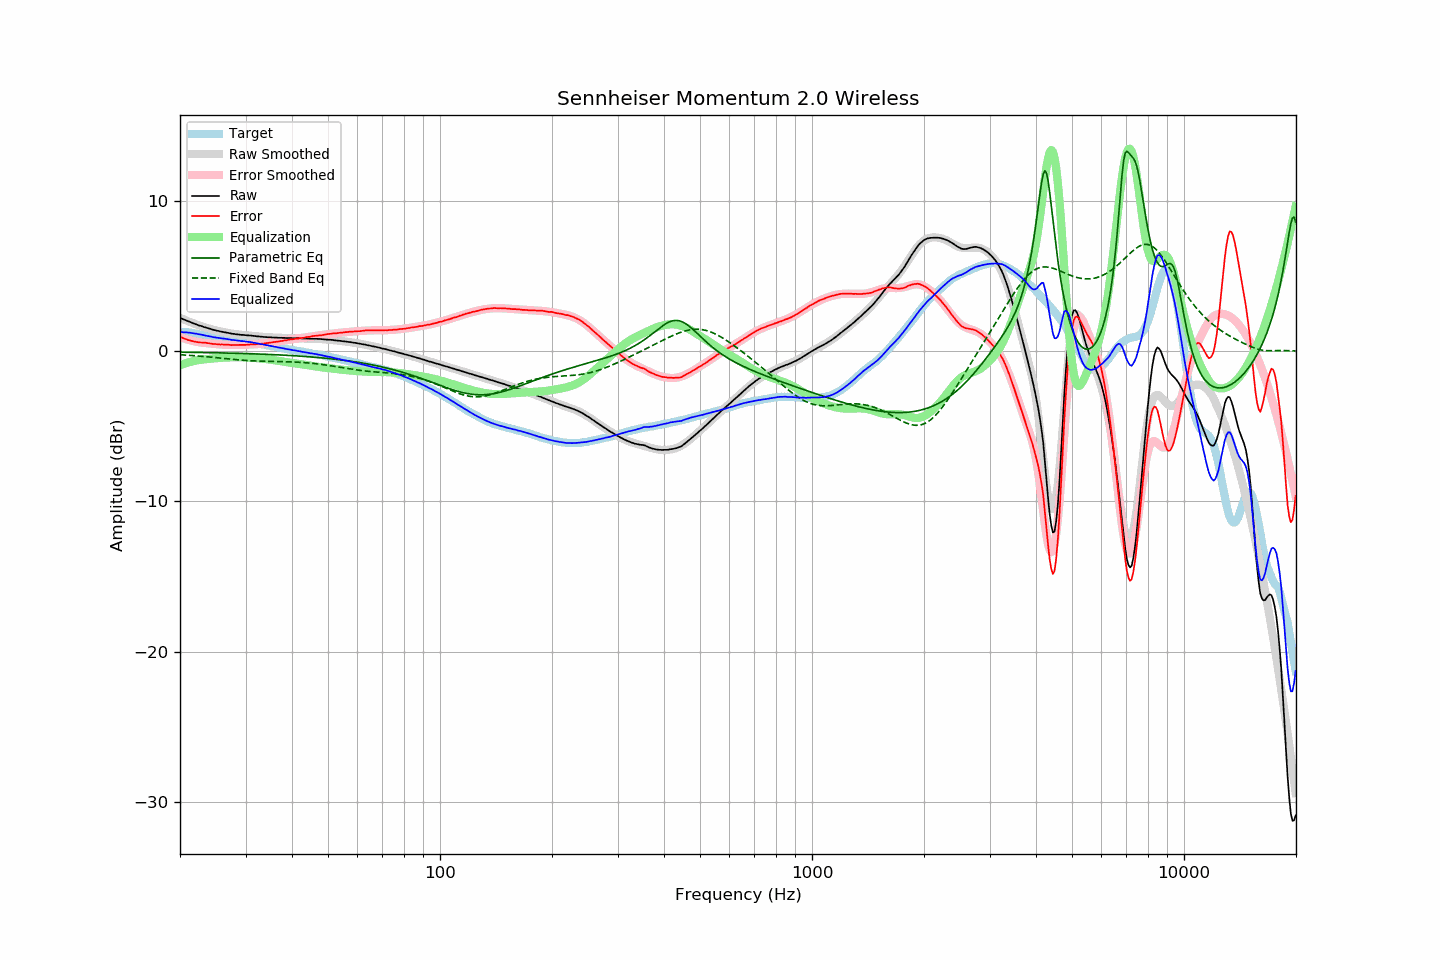 Sennheiser Momentum 2.0 Wireless
Target
Raw Smoothed
Error Smoothed
Raw
Error
Equalization
Parametric Eq
Fixed Band Eq
Equalized
10
0
−10
−20
−30
Amplitude (dBr)
100
1000
10000
Frequency (Hz)